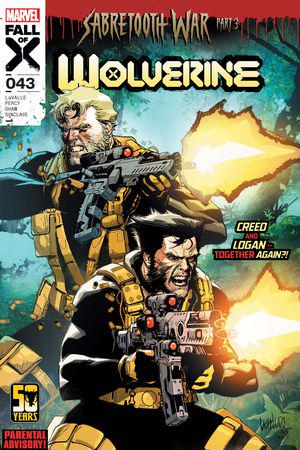 MARVEL
FALL OF X
043
LaVALLE
PERCY
SHAW
SINCLAIR
SABRETOOTH WAR PART 3
WOLVERINE
CREED
AND
LOGAN
TOGETHER AGAIN?!
50
YEARS
PARENTAL
ADVISORY!